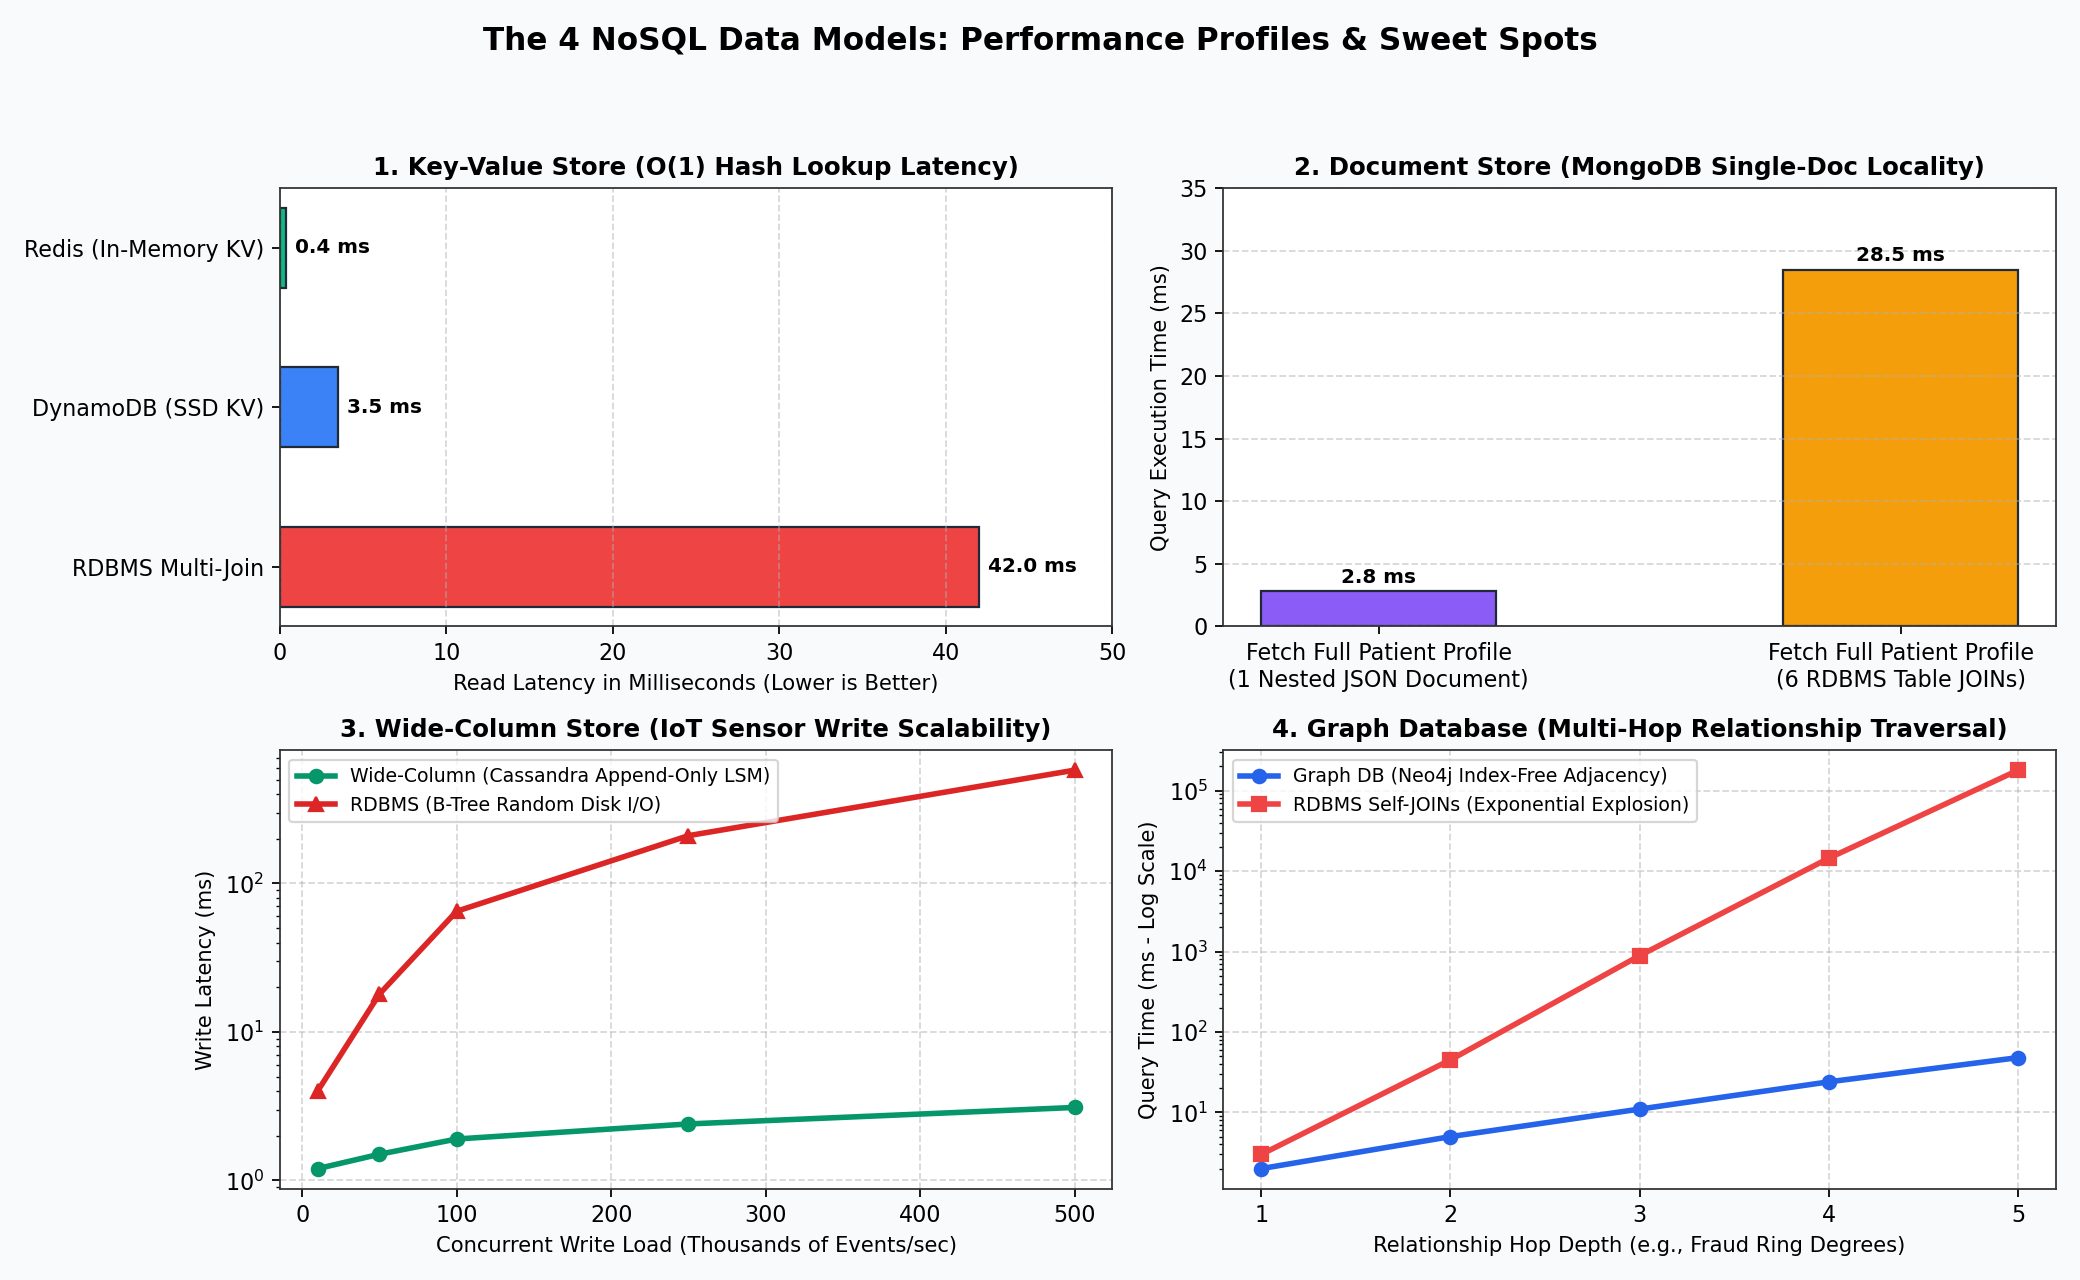 The 4 NoSQL Data Models: Performance Profiles & Sweet Spots
1. Key-Value Store (O(1) Hash Lookup Latency)
Redis (In-Memory KV)
0.4 ms
DynamoDB (SSD KV)
3.5 ms
RDBMS Multi-Join
42.0 ms
0 10 20 30 40 50
Read Latency in Milliseconds (Lower is Better)
2. Document Store (MongoDB Single-Doc Locality)
Query Execution Time (ms)
35
30
25
20
15
10
5
0
2.8 ms
28.5 ms
Fetch Full Patient Profile
(1 Nested JSON Document)
Fetch Full Patient Profile
(6 RDBMS Table JOINs)
3. Wide-Column Store (IoT Sensor Write Scalability)
Wide-Column (Cassandra Append-Only LSM)
RDBMS (B-Tree Random Disk I/O)
Write Latency (ms)
10²
10¹
10⁰
0 100 200 300 400 500
Concurrent Write Load (Thousands of Events/sec)
4. Graph Database (Multi-Hop Relationship Traversal)
Graph DB (Neo4j Index-Free Adjacency)
RDBMS Self-JOINs (Exponential Explosion)
Query Time (ms - Log Scale)
10⁵
10⁴
10³
10²
10¹
1 2 3 4 5
Relationship Hop Depth (e.g., Fraud Ring Degrees)